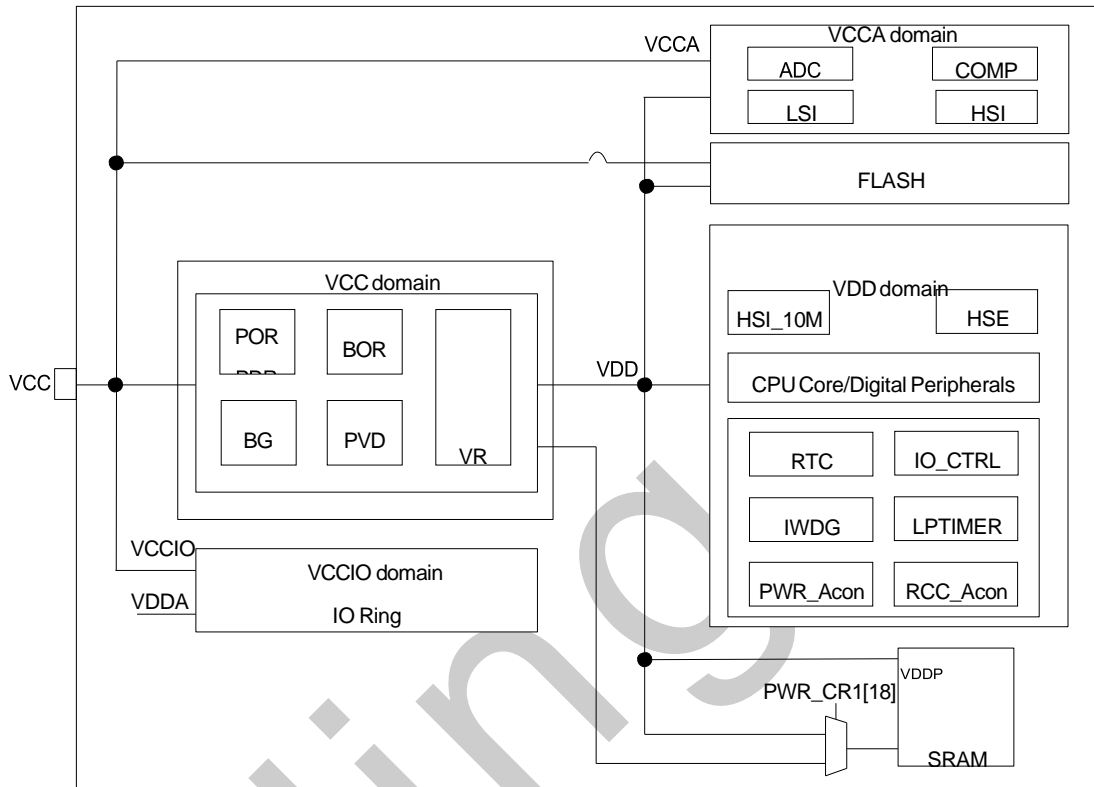 VCCA domain
VCCA
ADC
COMP
LSI
HSI
FLASH
VCC domain
POR
BOR
BG
PVD
VR
VCC
VDD
VDD domain
HSI_10M
HSE
CPU Core/Digital Peripherals
RTC
IO_CTRL
IWDG
LPTIMER
PWR_Acon
RCC_Acon
VCCIO
VCCIO domain
VDDA
IO Ring
VDDP
PWR_CR1[18]
SRAM